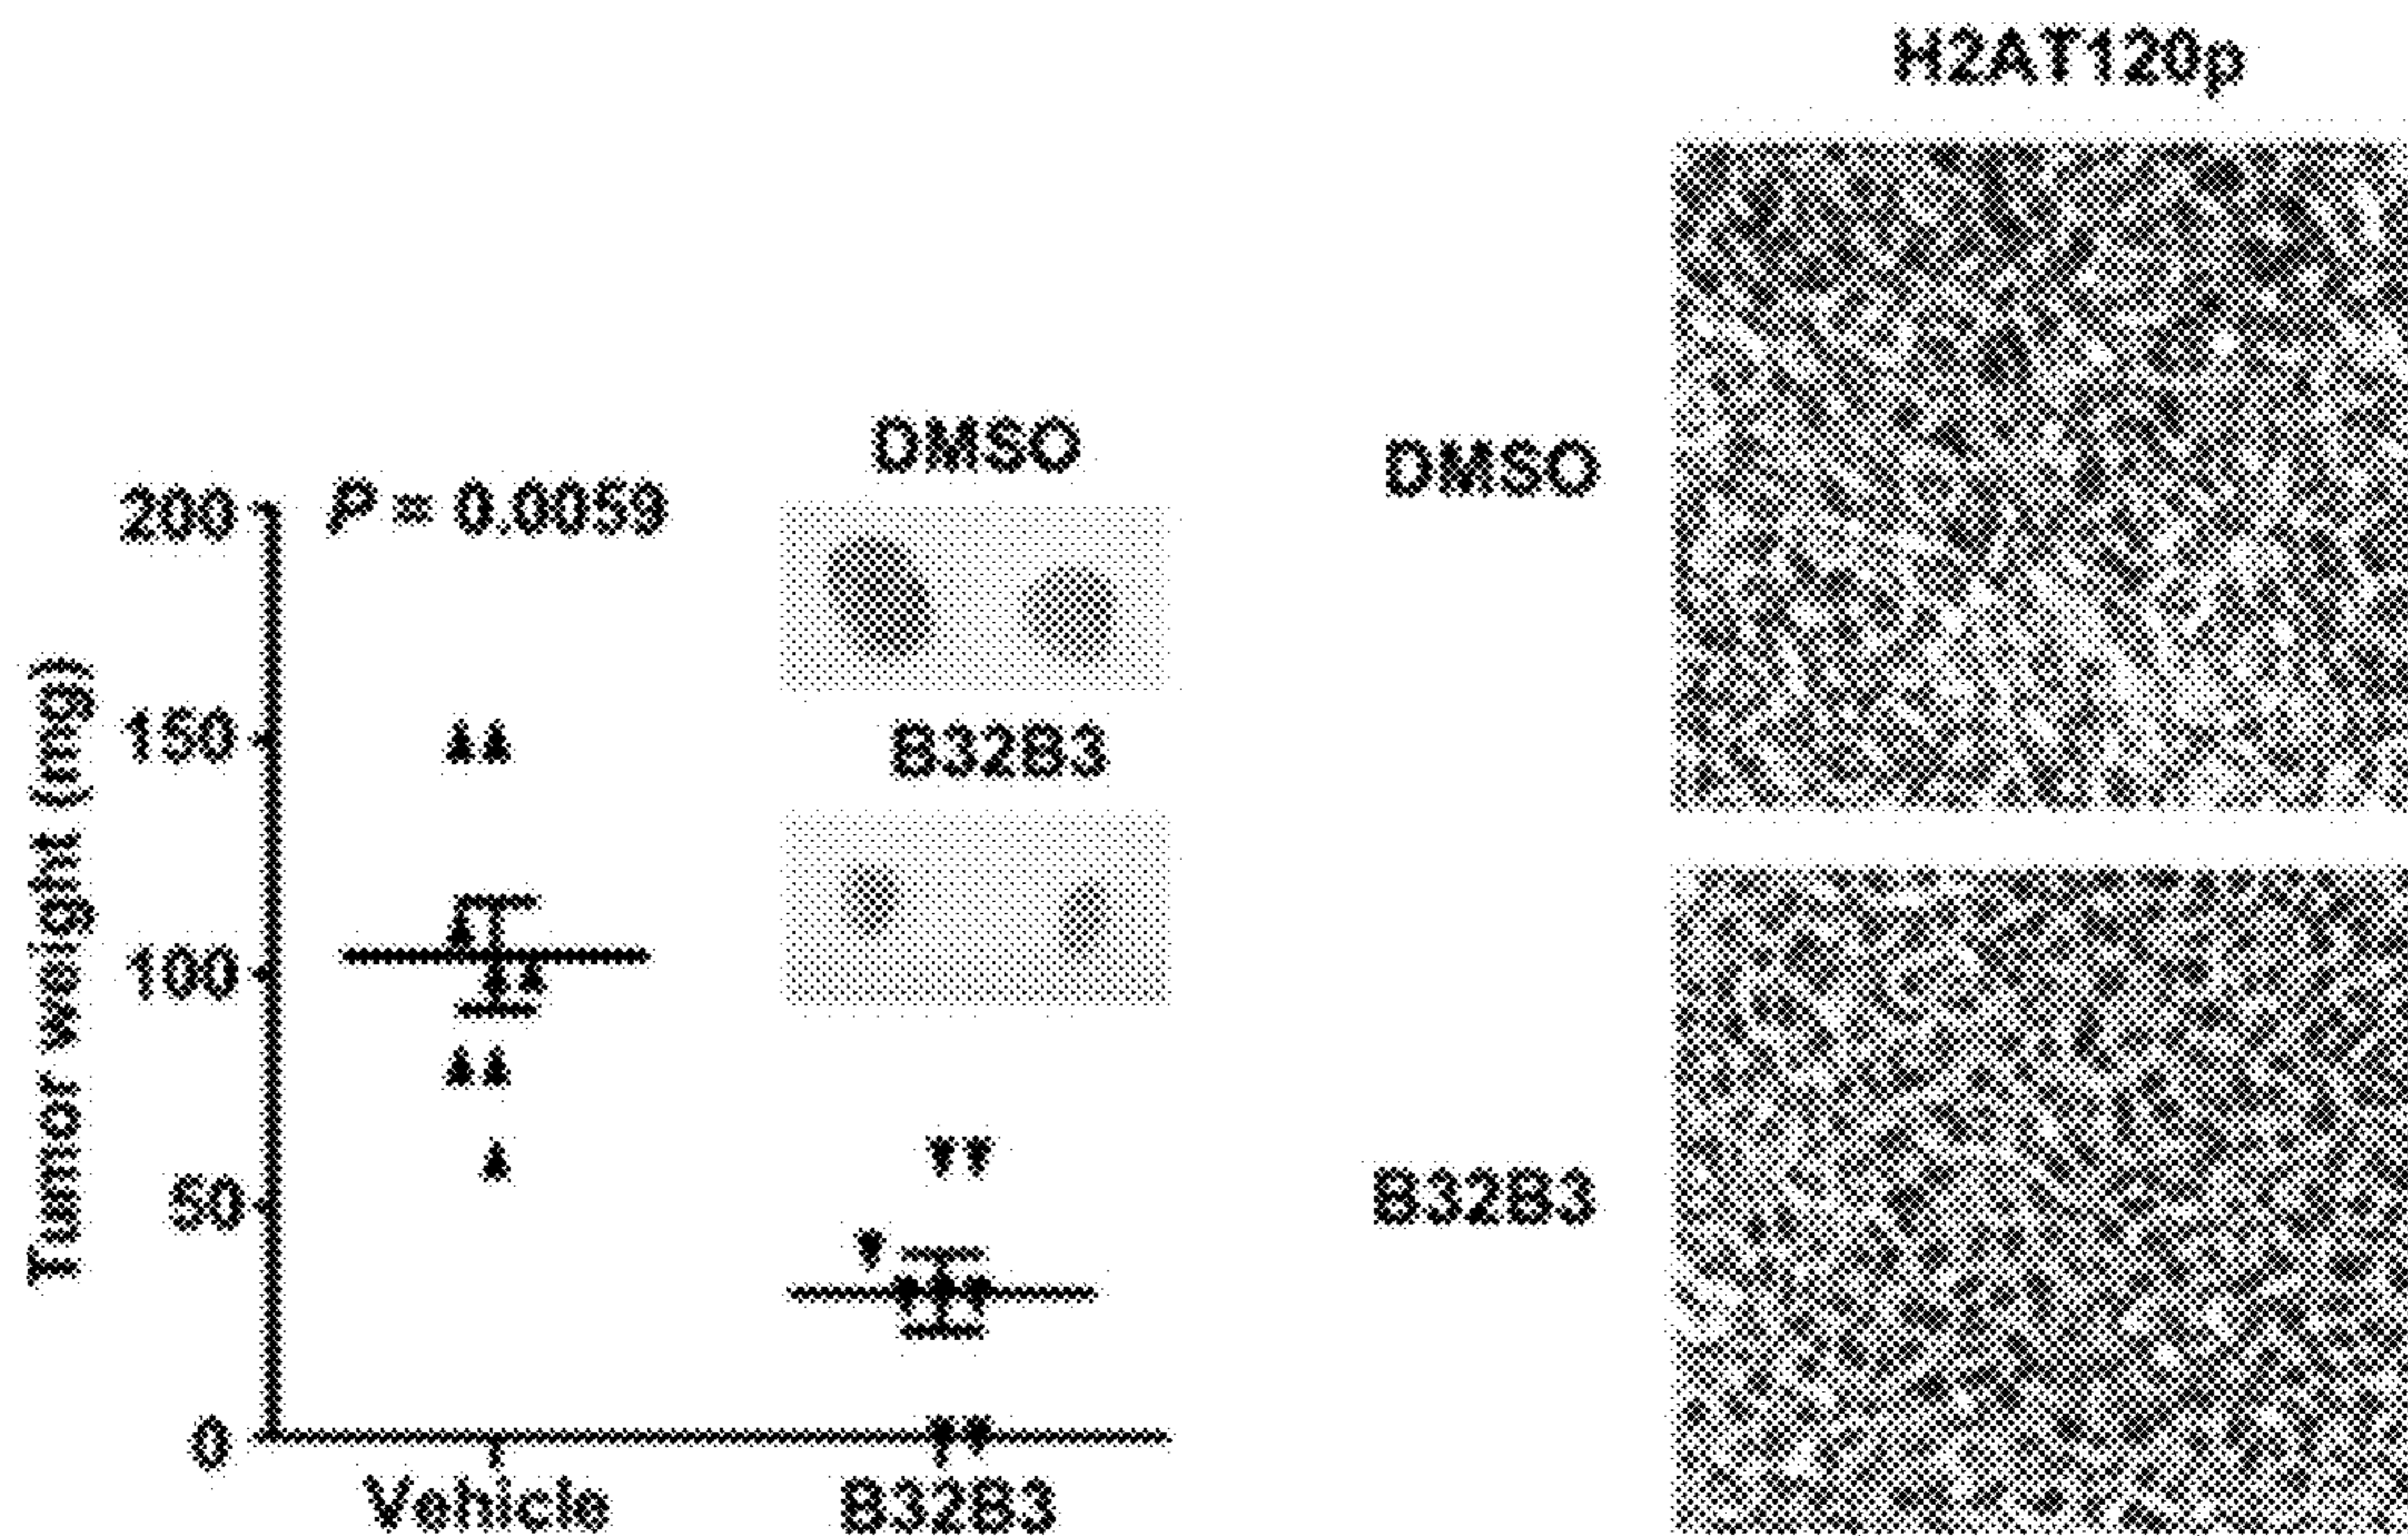 H2AT120p
DMSO
DMSO
P = 0.0059
200
150
100
50
0
Tumor weight (mg)
B32B3
B32B3
Vehicle
B32B3